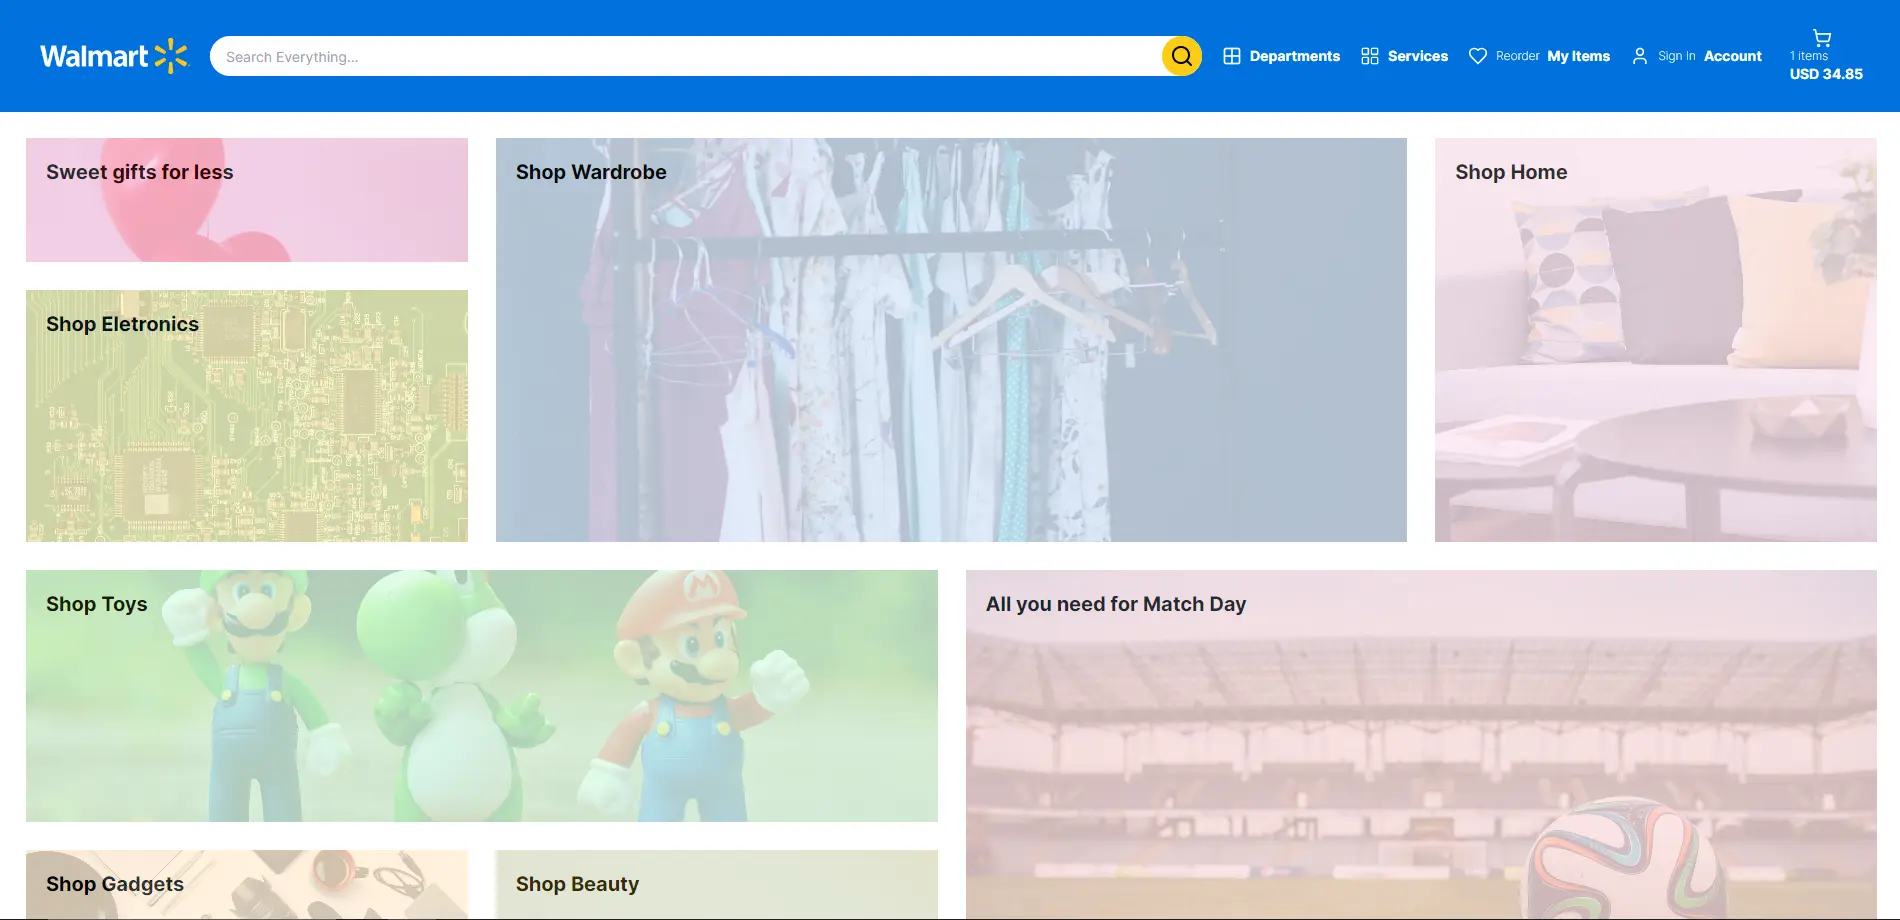 Walmart
Search Everything...
Departments
Services
Reorder My Items
Sign In Account
1 items
USD 34.85
Sweet gifts for less
Shop Wardrobe
Shop Home
Shop Eletronics
Shop Toys
M
All you need for Match Day
Shop Gadgets
Shop Beauty